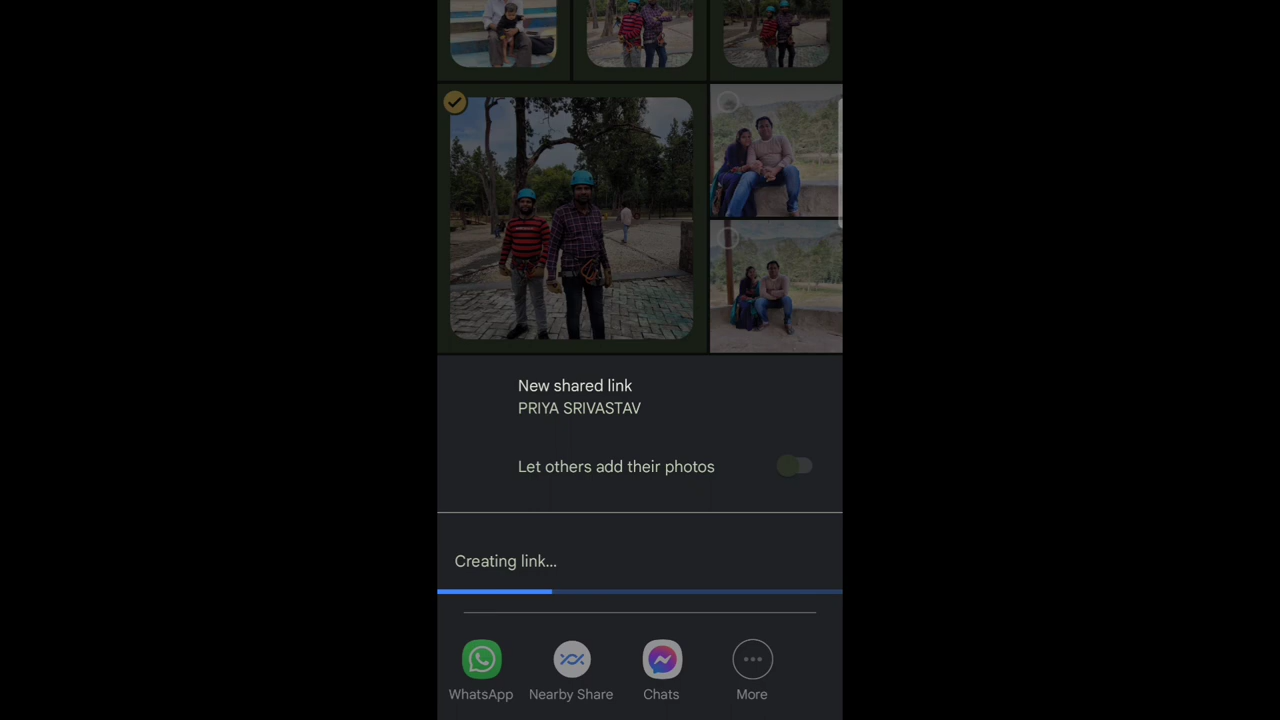 New shared link
PRIYA SRIVASTAV
Let others add their photos
Creating link...
WhatsApp Nearby Share Chats More